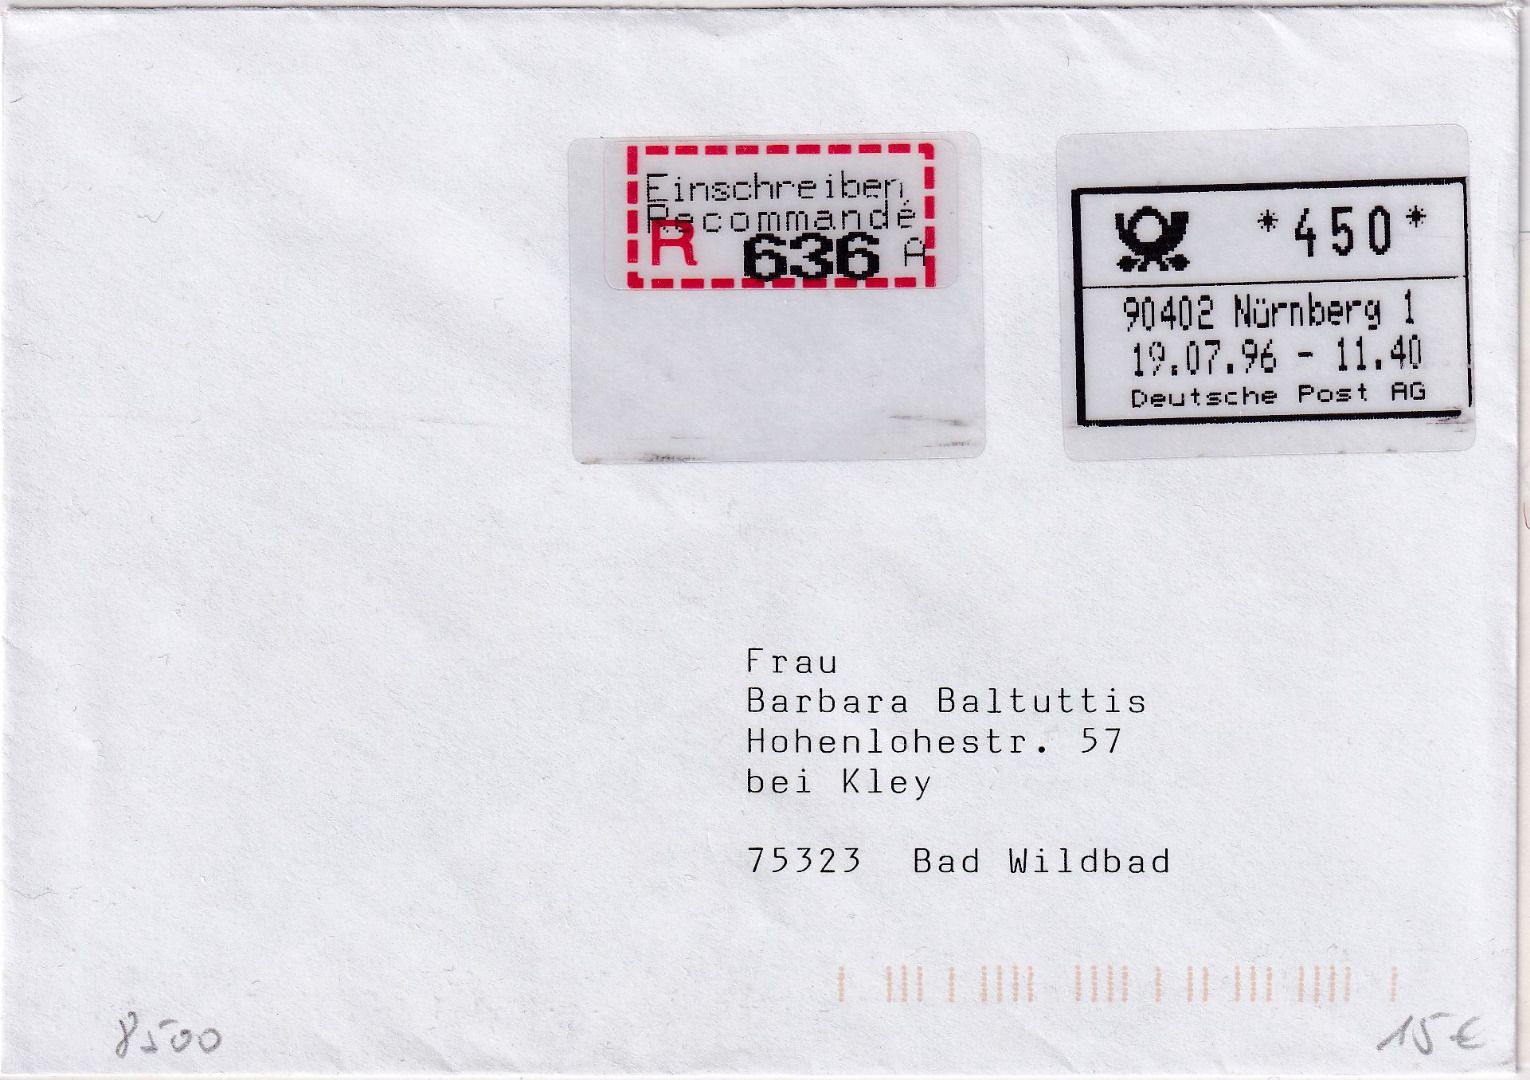 Einschreiben
Recommandé
R 636 A
*450*
90402 Nürnberg 1
19.07.96 - 11.40
Deutsche Post AG
Frau
Barbara Baltuttis
Hohenlohestr. 57
bei Kley
75323 Bad Wildbad
8500
15€